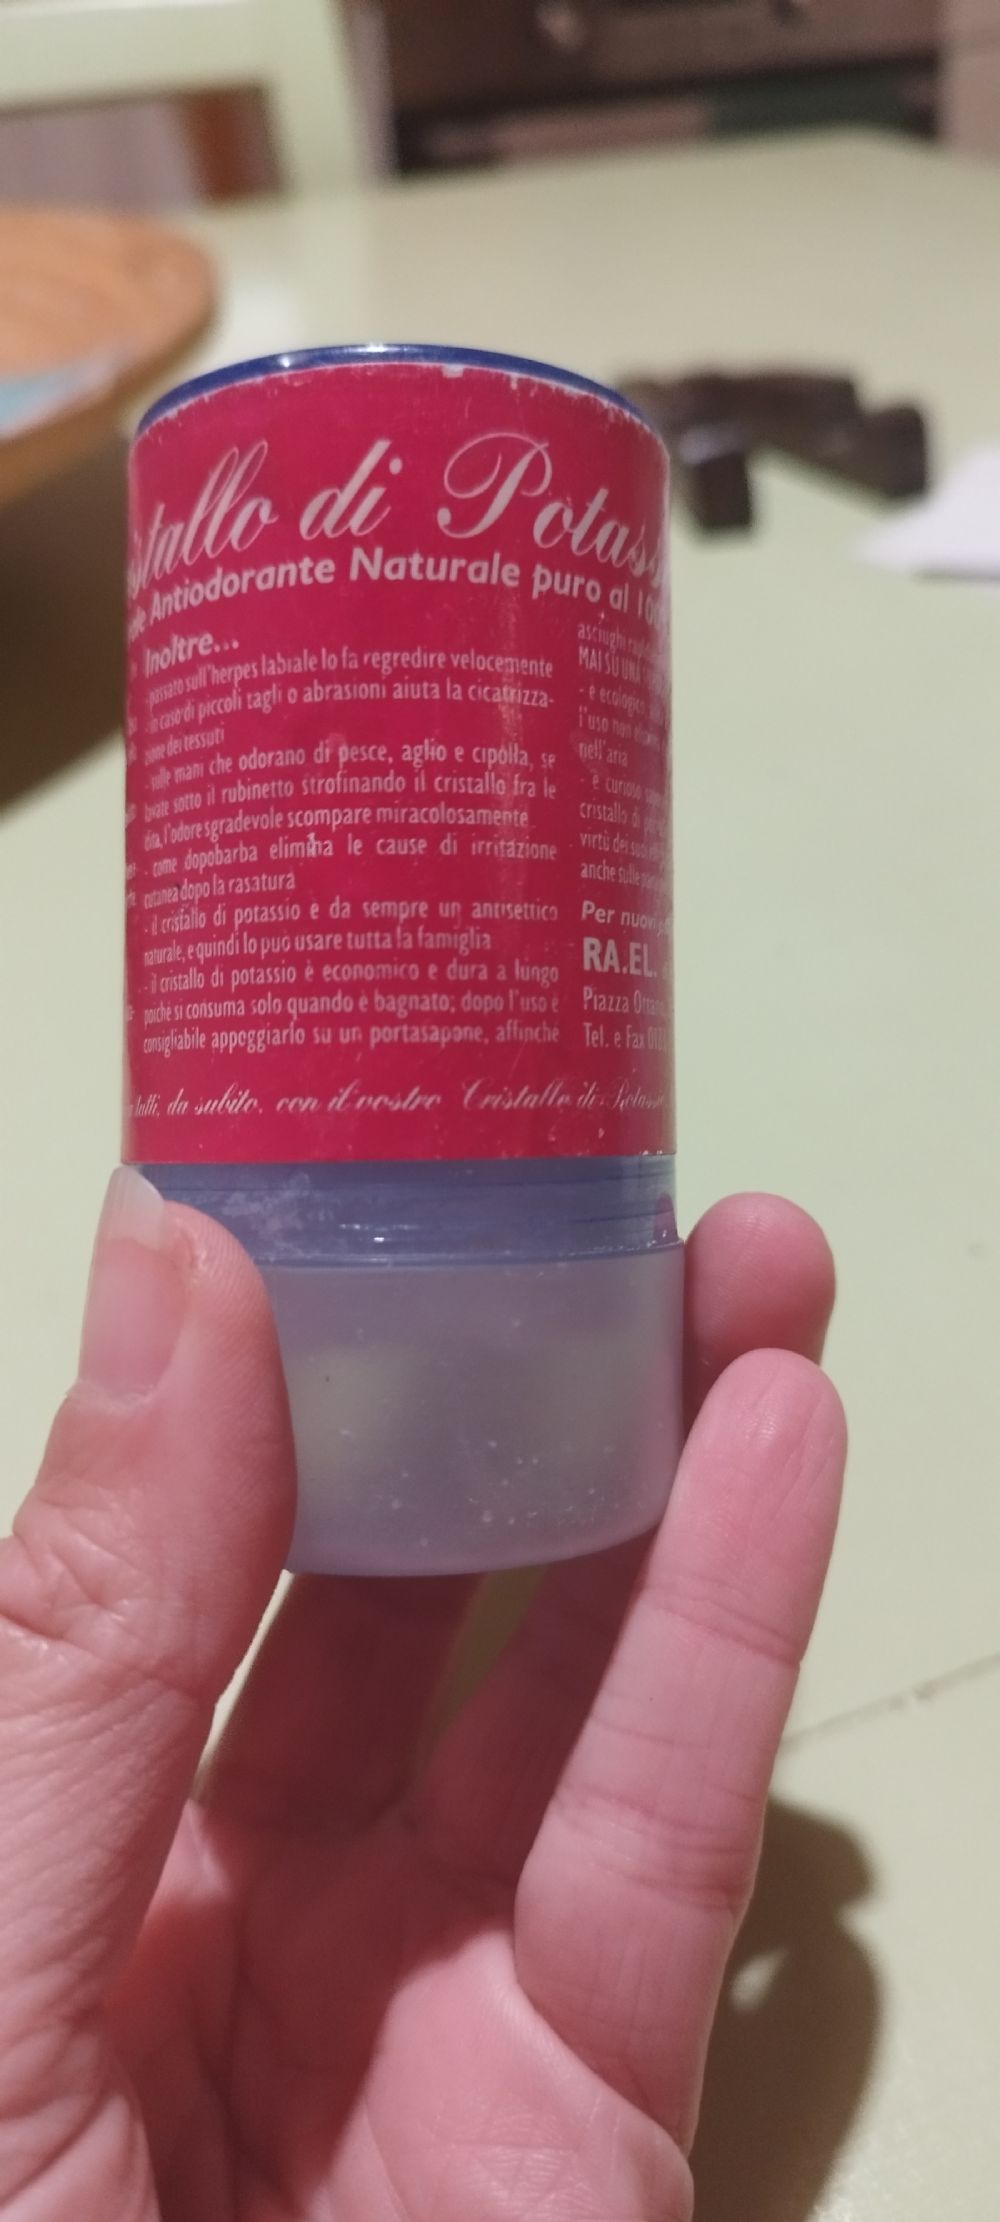 stallo di Potass
Antiodorante Naturale puro al 100
Inoltre...
- passato sull'herpes labiale lo fa regredire velocemente
- in caso di piccoli tagli o abrasioni aiuta la cicatrizza-
zione dei tessuti
- sulle mani che odorano di pesce, aglio e cipolla, se
lavate sotto il rubinetto strofinando il cristallo fra le
dita, l'odore sgradevole scompare miracolosamente
- come dopobarba elimina le cause di irritazione
cutanea dopo la rasatura
- il cristallo di potassio è da sempre un antisettico
naturale, e quindi lo può usare tutta la famiglia
- il cristallo di potassio è economico e dura a lungo
poiché si consuma solo quando è bagnato; dopo l'uso è
consigliabile appoggiarlo su un portasapone, affinché
asciughi
MAI SU UNA
- è ecologico
l'uso non
nell'aria
- è curioso
cristallo di
virtù dei suoi
anche sulle
Per nuovi
RA.EL.
Piazza
Tel. e Fax
tutti, da subito, con il vostro Cristallo di Potassio